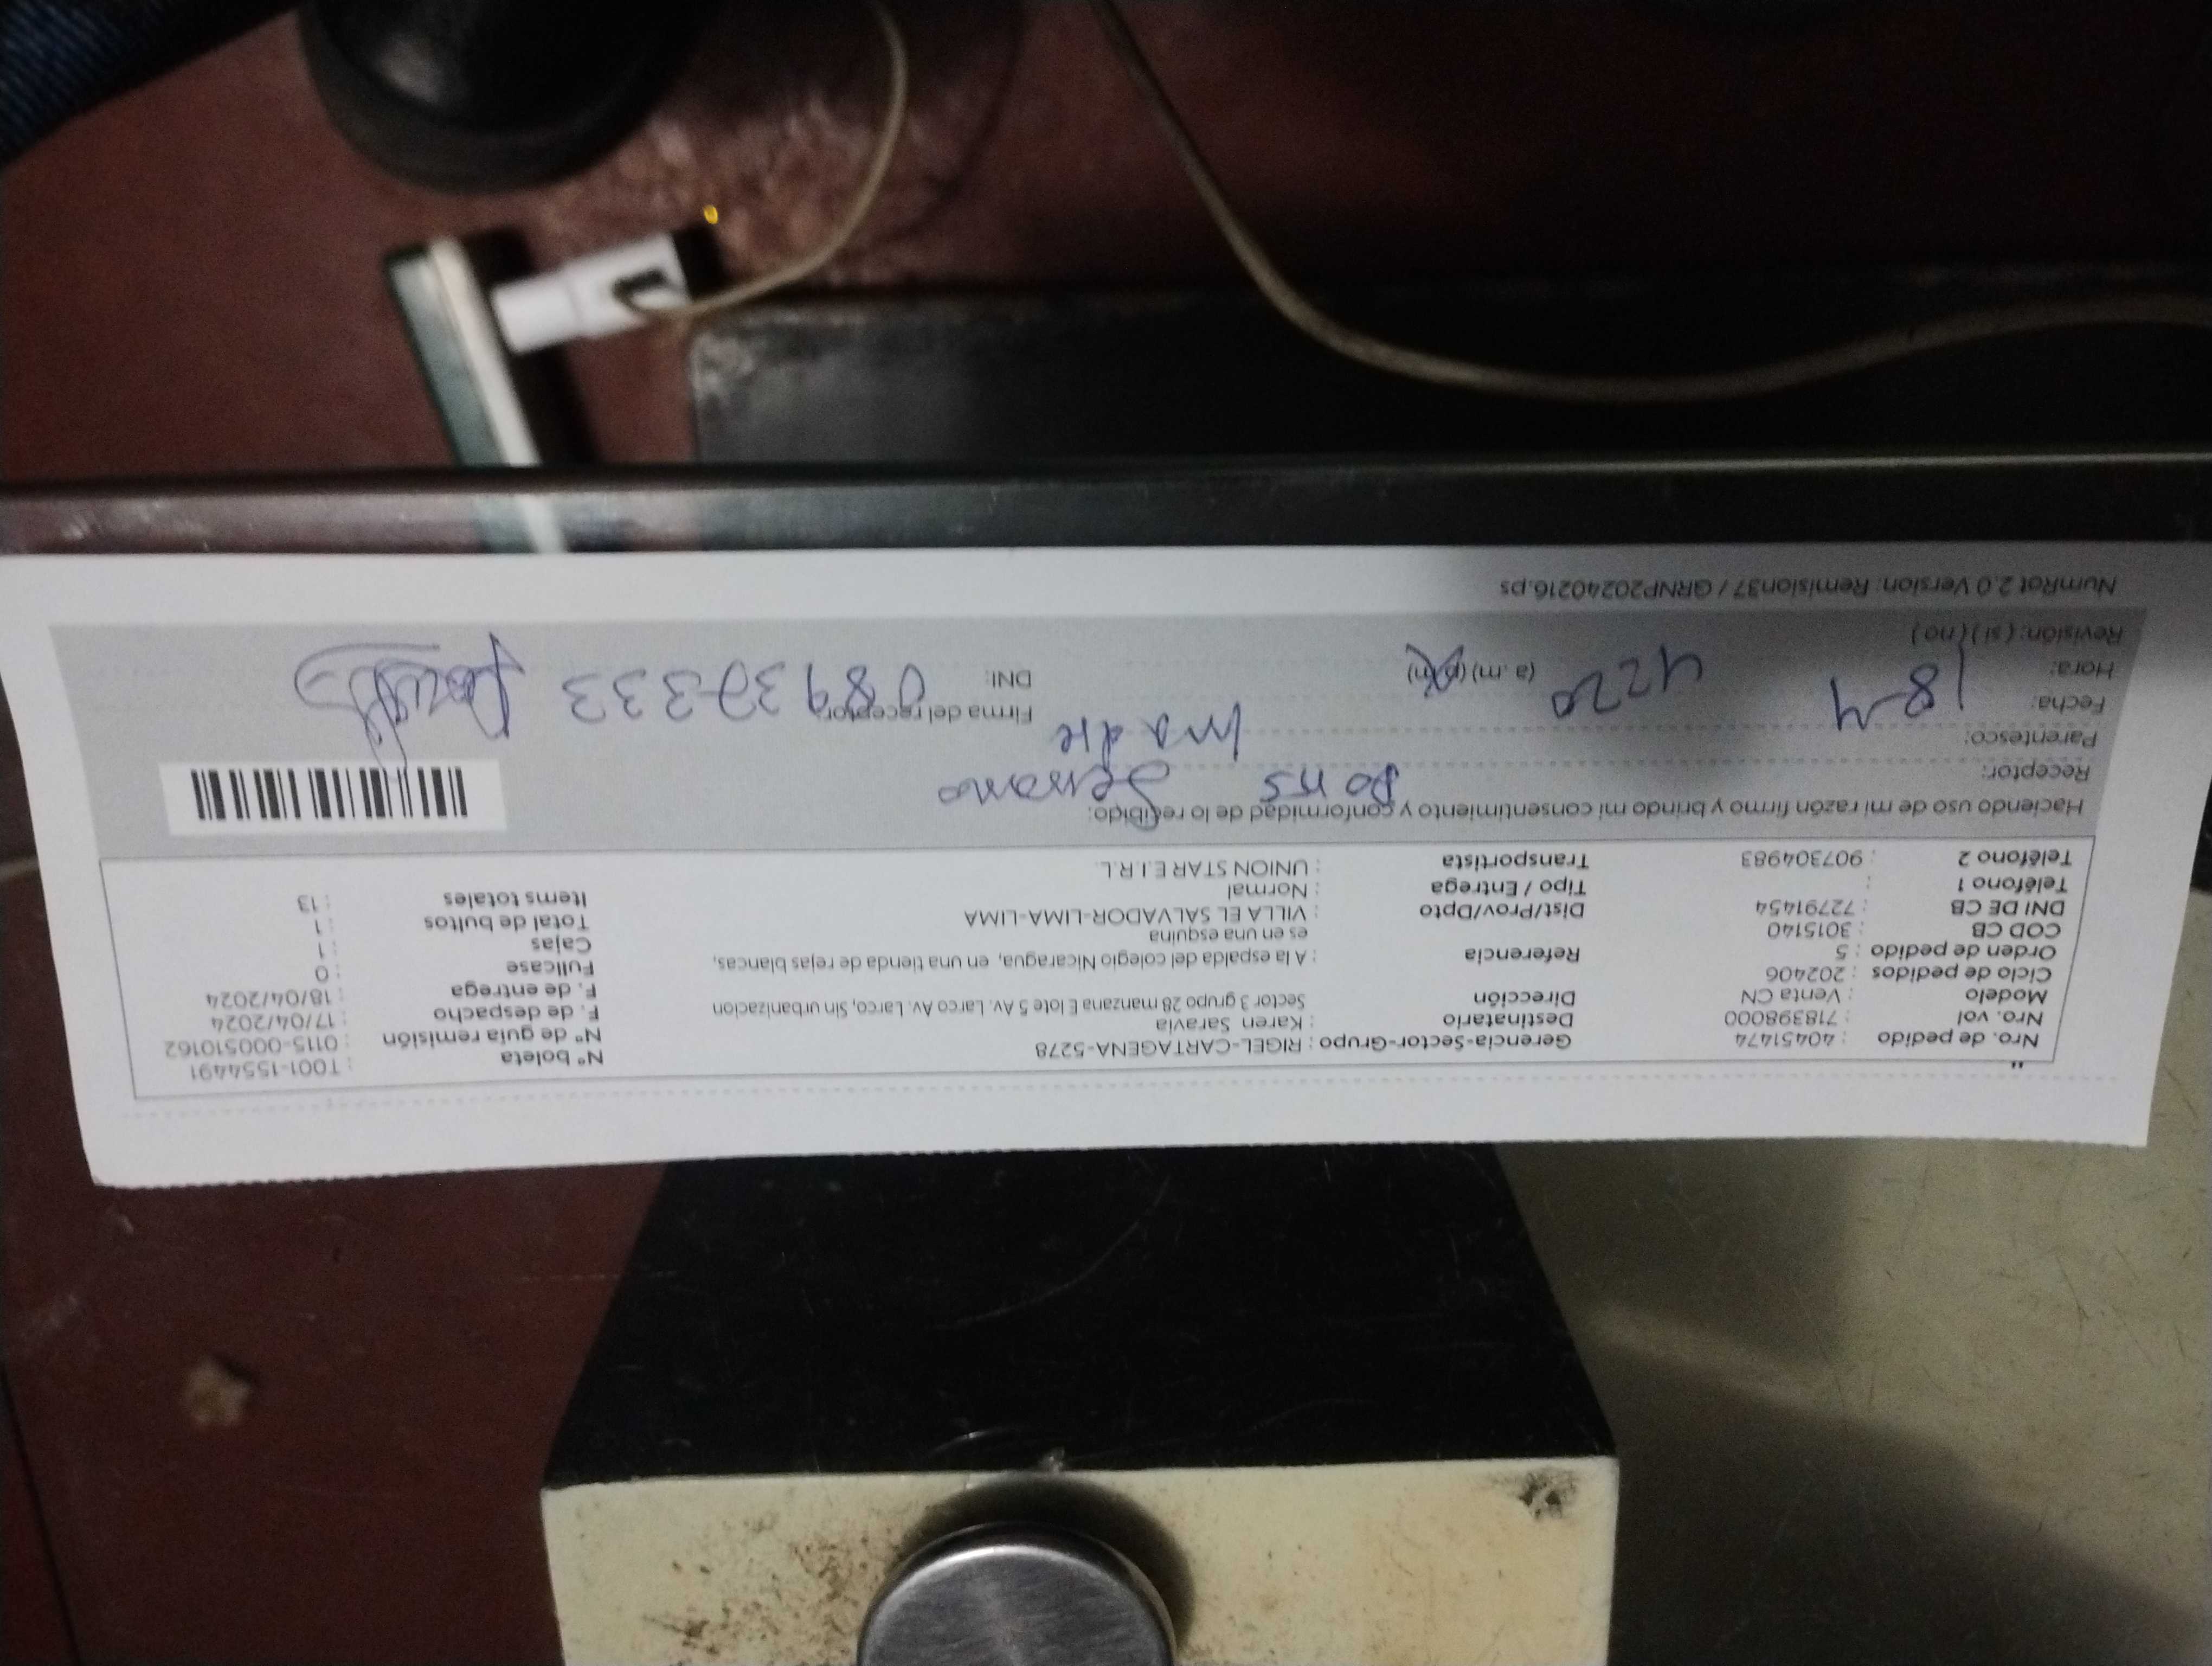 Nro. de pedido : 40451474 Gerencia-Sector-Grupo : RIGEL-CARTAGENA-5278 Nº boleta : T001-1554491
Nro. vol : 718398000 Destinatario : Karen Saravia Nº de guia remisión : 0115-000510162
Modelo : Venta CN Dirección Sector 3 grupo 28 manzana E lote 5 Av. Larco Av Larco, Sin urbanizacion F. de despacho : 17/04/2024
Ciclo de pedidos : 202406 F. de entrega : 18/04/2024
Orden de pedido : 5 Referencia : A la espalda del colegio Nicaragua, en una tienda de rejas blancas, Fullcase : 0
COD CB : 3015140 es en una esquina Cajas : 1
DNI DE CB : 72791454 Dist/Prov/Dpto : VILLA EL SALVADOR-LIMA-LIMA Total de bultos : 1
Teléfono 1 : Tipo / Entrega : Normal Items totales : 13
Teléfono 2 : 907304983 Transportista : UNION STAR E.I.R.L.
Haciendo uso de mi razón firmo y brindo mi consentimiento y conformidad de lo recibido:
Receptor: Doris Serrano
Parentesco: Madre
Fecha: 18-4 Firma del receptor
Hora: 4:20 (a.m) (p.m) DNI: 08937333
Revisión: ( si ) ( no )
NumRot 2.0 Version: Remision37 / GRNP20240216.ps